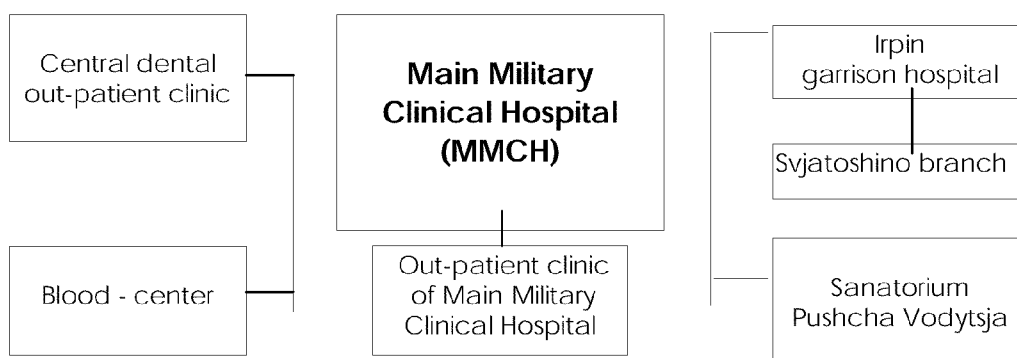 Central dental
out-patient clinic
Blood - center
Main Military
Clinical Hospital
(MMCH)
Out-patient clinic
of Main Military
Clinical Hospital
Irpin
garrison hospital
Svjatoshino branch
Sanatorium
Pushcha Vodytsja